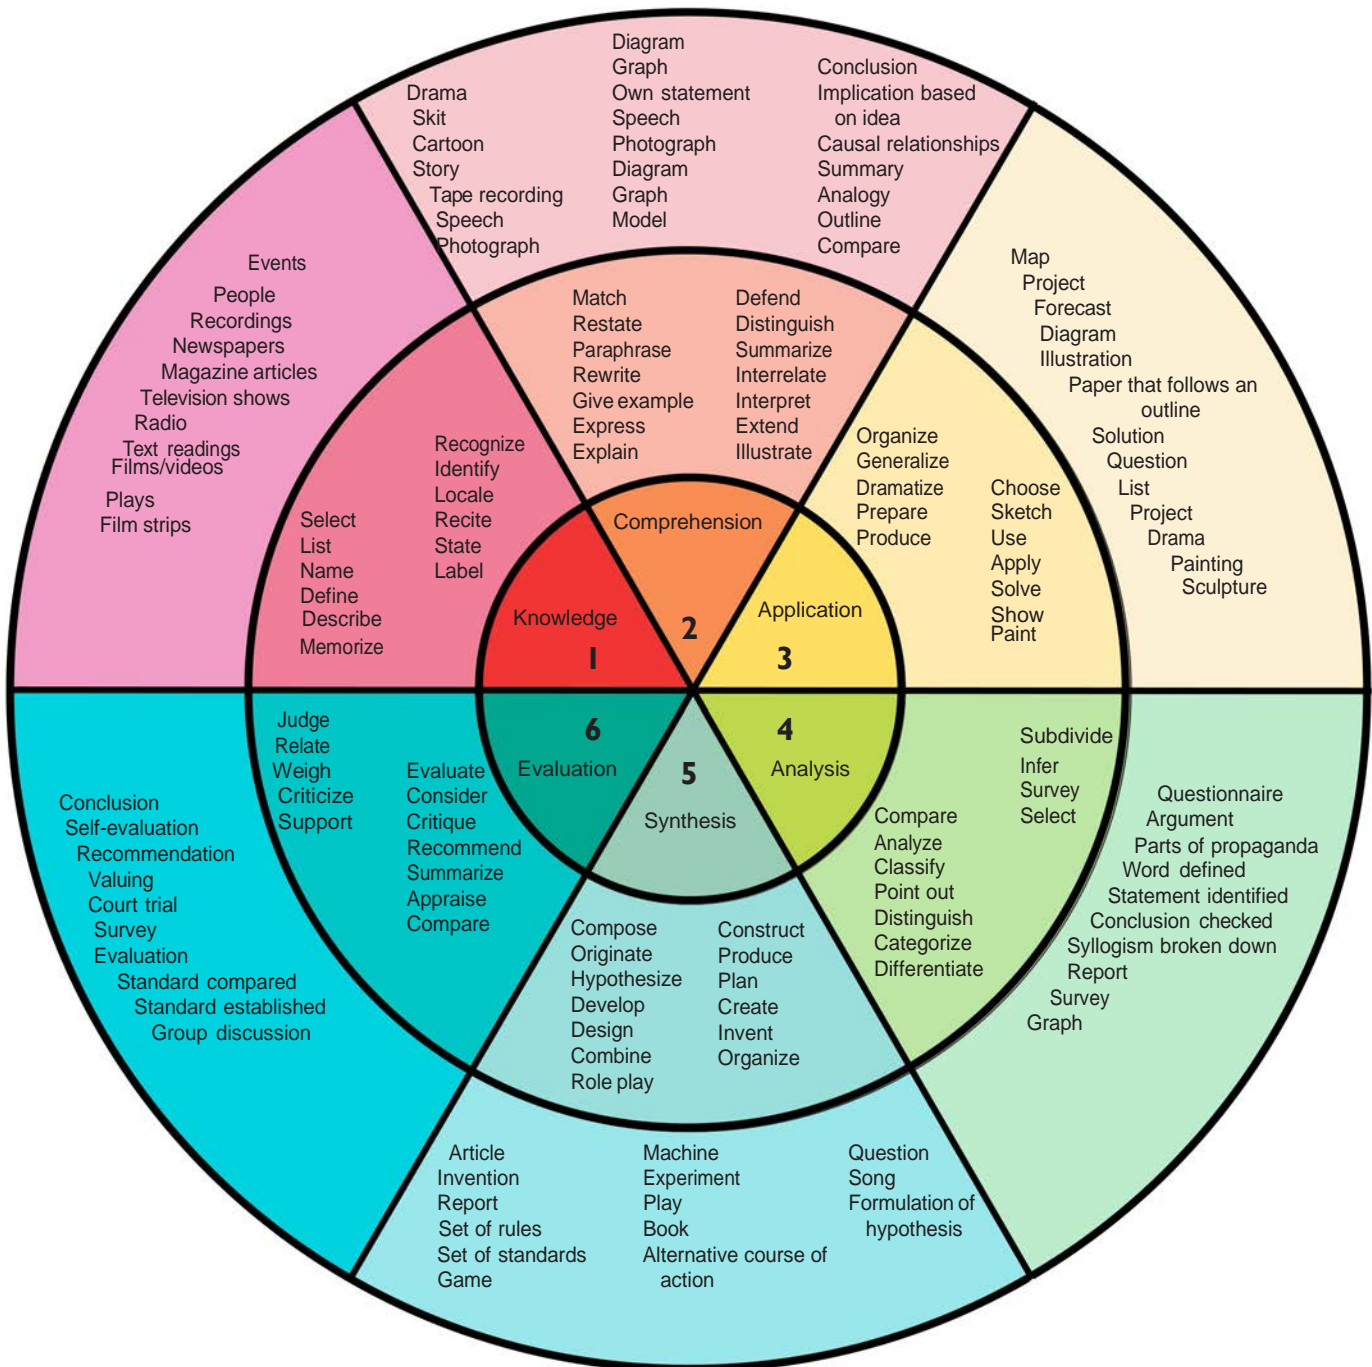 Diagram
Graph
Own statement
Speech
Photograph
Diagram
Graph
Model
Conclusion
Implication based
on idea
Causal relationships
Summary
Analogy
Outline
Compare
Drama
Skit
Cartoon
Story
Tape recording
Speech
Photograph
Events
People
Recordings
Newspapers
Magazine articles
Television shows
Radio
Text readings
Films/videos
Plays
Film strips
Map
Project
Forecast
Diagram
Illustration
Paper that follows an
outline
Solution
Question
List
Project
Drama
Painting
Sculpture
Match
Restate
Paraphrase
Rewrite
Give example
Express
Explain
Defend
Distinguish
Summarize
Interrelate
Interpret
Extend
Illustrate
Recognize
Identify
Locale
Recite
State
Label
Select
List
Name
Define
Describe
Memorize
Organize
Generalize
Dramatize
Prepare
Produce
Choose
Sketch
Use
Apply
Solve
Show
Paint
Knowledge
1
Comprehension
2
Application
3
4
Analysis
5
Synthesis
6
Evaluation
Judge
Relate
Weigh
Criticize
Support
Evaluate
Consider
Critique
Recommend
Summarize
Appraise
Compare
Subdivide
Infer
Survey
Select
Compare
Analyze
Classify
Point out
Distinguish
Categorize
Differentiate
Compose
Originate
Hypothesize
Develop
Design
Combine
Role play
Construct
Produce
Plan
Create
Invent
Organize
Conclusion
Self-evaluation
Recommendation
Valuing
Court trial
Survey
Evaluation
Standard compared
Standard established
Group discussion
Questionnaire
Argument
Parts of propaganda
Word defined
Statement identified
Conclusion checked
Syllogism broken down
Report
Survey
Graph
Article
Invention
Report
Set of rules
Set of standards
Game
Machine
Experiment
Play
Book
Alternative course of
action
Question
Song
Formulation of
hypothesis